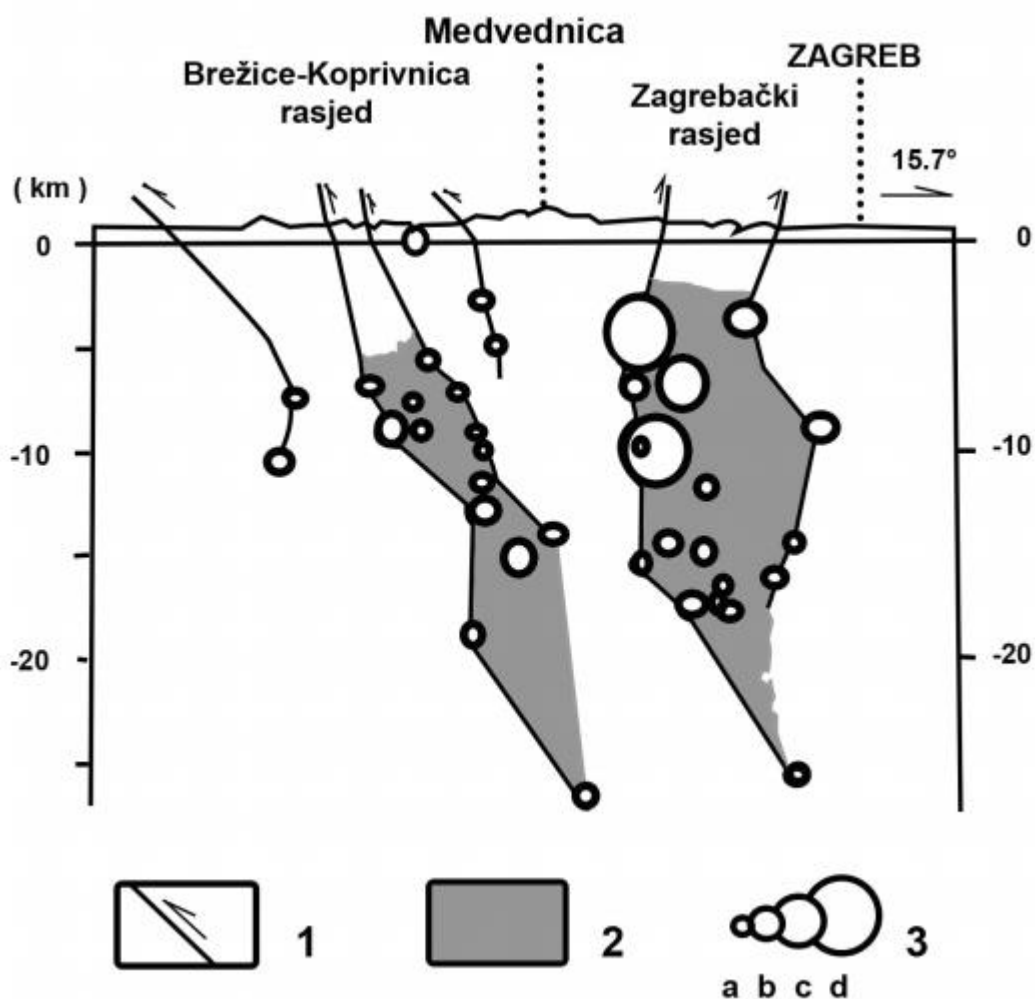 Medvednica
Brežice-Koprivnica
rasjed
ZAGREB
Zagrebački
rasjed
15.7°
( km )
0
0
-10
-10
-20
-20
1
2
3
a b c d